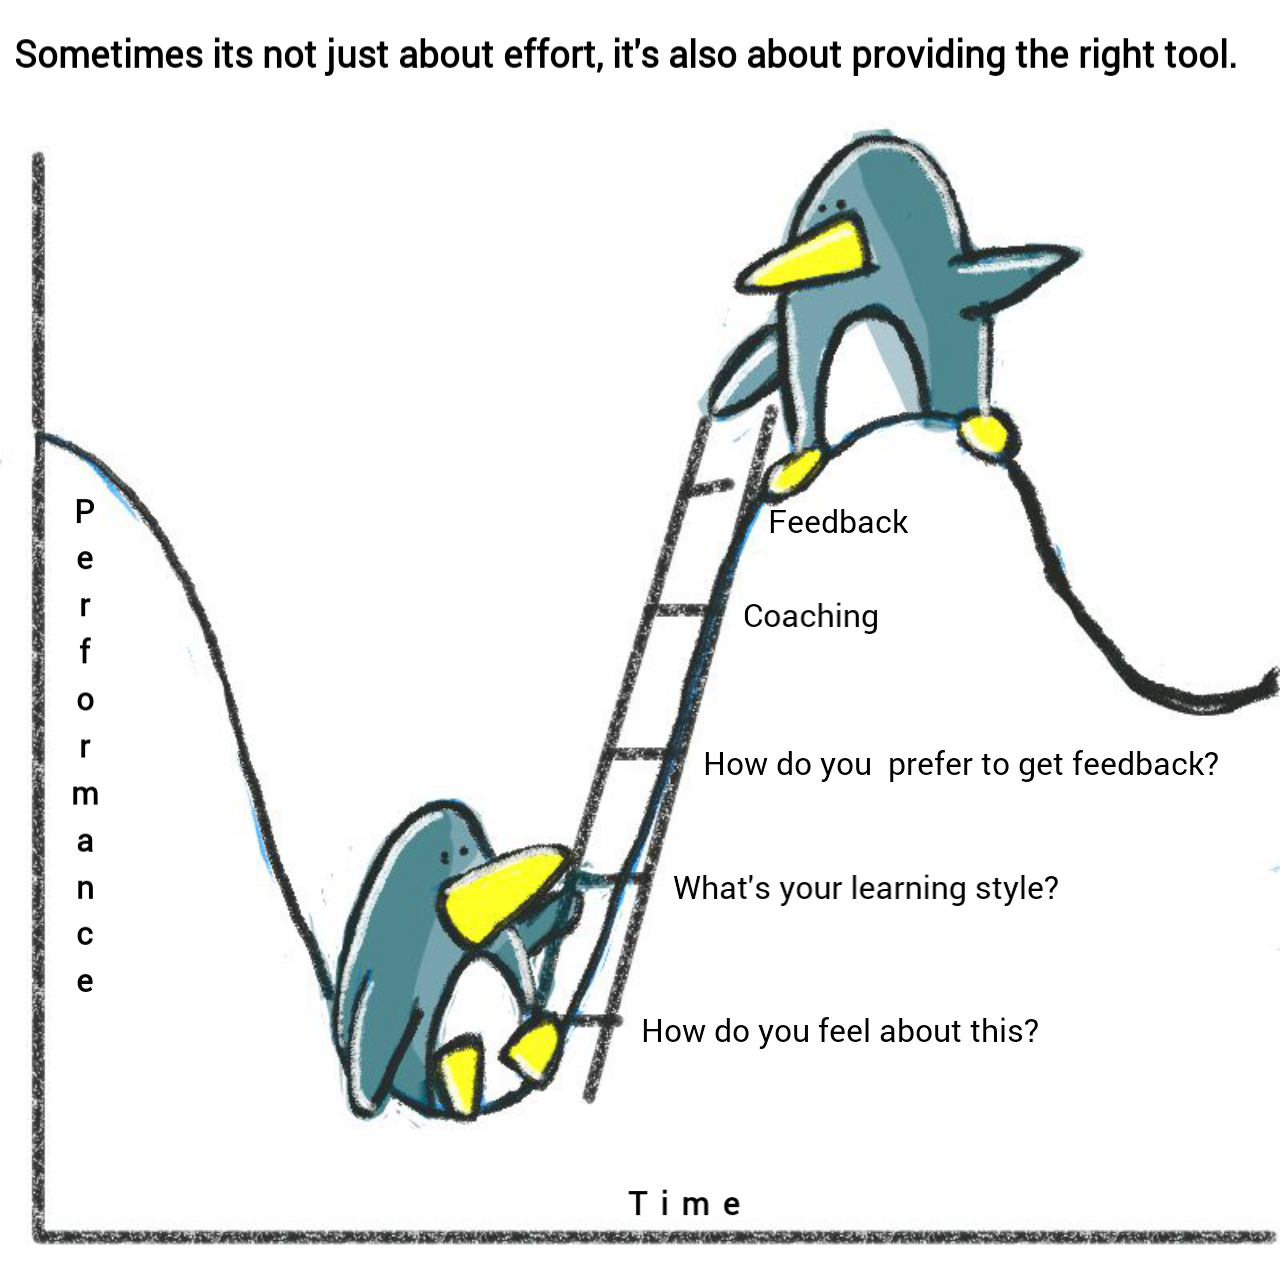 Sometimes its not just about effort, it's also about providing the right tool.
Performance
Feedback
Coaching
How do you  prefer to get feedback?
What's your learning style?
How do you feel about this?
Time